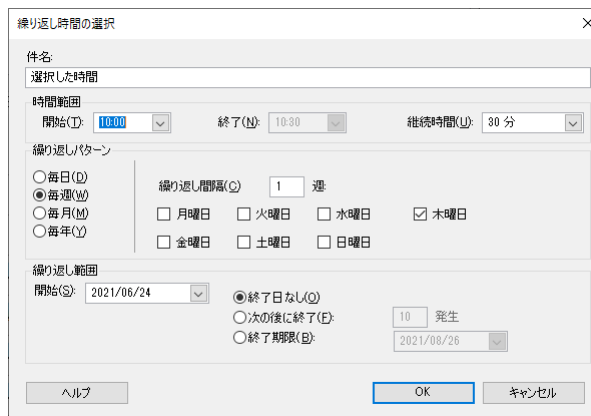 繰り返し時間の選択
件名:
選択した時間
時間範囲
開始(T): 10:00 終了(N): 10:30 継続時間(U): 30 分
繰り返しパターン
毎日(D)
毎週(W)
毎月(M)
毎年(Y)
繰り返し間隔(C) 1 週:
月曜日 火曜日 水曜日 木曜日
金曜日 土曜日 日曜日
繰り返し範囲
開始(S): 2021/06/24
終了日なし(O)
次の後に終了(F): 10 発生
終了期限(B): 2021/08/26
ヘルプ OK キャンセル